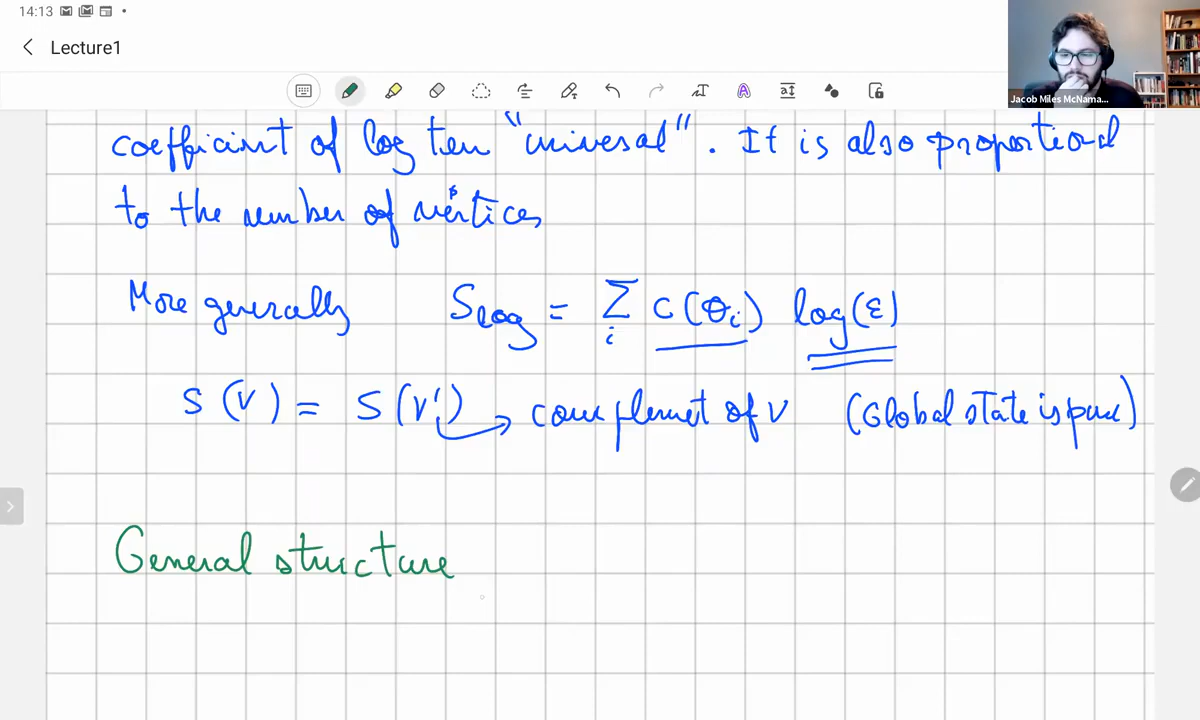 14:13
Lecture1
Jacob Miles McNama...
coefficient of log term "universal". It is also proportional
to the number of vertices
More generally S_log = Σ_i c(θ_i) log(ε)
S(V) = S(V') → complement of V (Global state is pure)
General structure